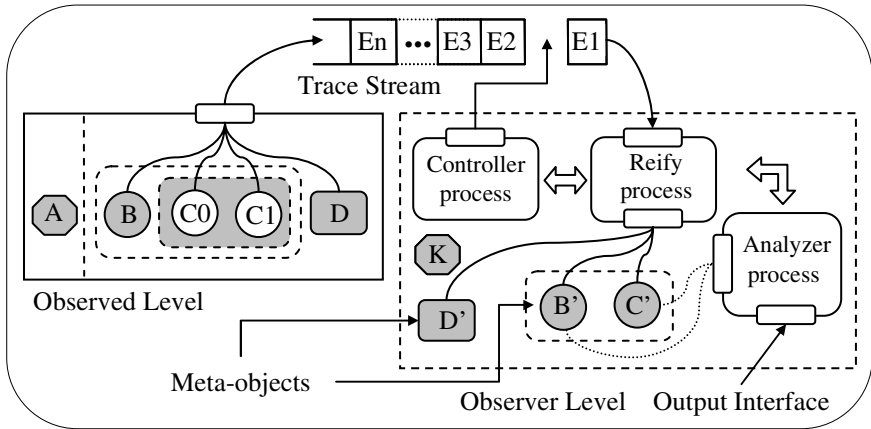 En
•••
E3
E2
E1
Trace Stream
Controller
process
Reify
process
A
B
C0
C1
D
K
Analyzer
process
Observed Level
D’
B’
C’
Meta-objects
Observer Level
Output Interface